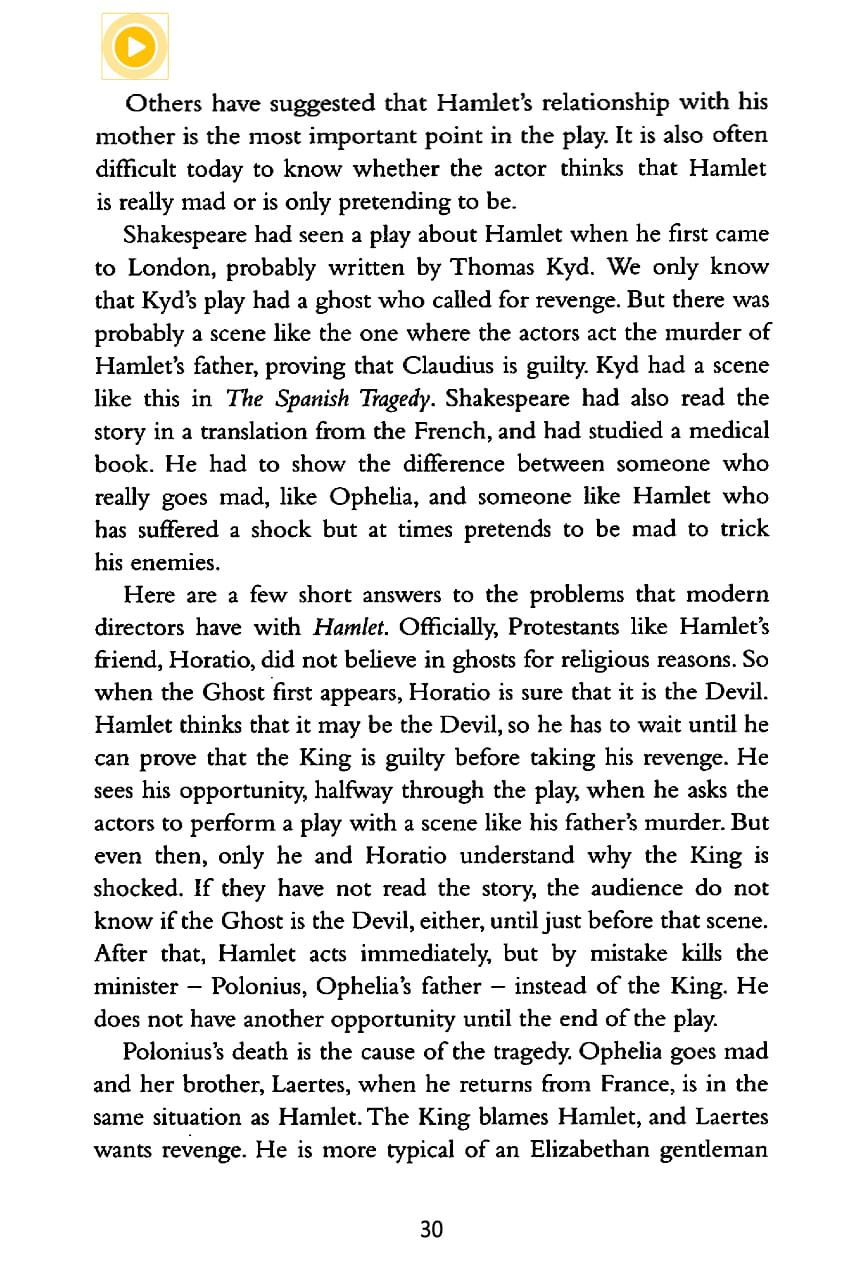 Others have suggested that Hamlet's relationship with his
mother is the most important point in the play. It is also often
difficult today to know whether the actor thinks that Hamlet
is really mad or is only pretending to be.
Shakespeare had seen a play about Hamlet when he first came
to London, probably written by Thomas Kyd. We only know
that Kyd's play had a ghost who called for revenge. But there was
probably a scene like the one where the actors act the murder of
Hamlet's father, proving that Claudius is guilty. Kyd had a scene
like this in The Spanish Tragedy. Shakespeare had also read the
story in a translation from the French, and had studied a medical
book. He had to show the difference between someone who
really goes mad, like Ophelia, and someone like Hamlet who
has suffered a shock but at times pretends to be mad to trick
his enemies.
Here are a few short answers to the problems that modern
directors have with Hamlet. Officially, Protestants like Hamlet's
friend, Horatio, did not believe in ghosts for religious reasons. So
when the Ghost first appears, Horatio is sure that it is the Devil.
Hamlet thinks that it may be the Devil, so he has to wait until he
can prove that the King is guilty before taking his revenge. He
sees his opportunity, halfway through the play, when he asks the
actors to perform a play with a scene like his father's murder. But
even then, only he and Horatio understand why the King is
shocked. If they have not read the story, the audience do not
know if the Ghost is the Devil, either, until just before that scene.
After that, Hamlet acts immediately, but by mistake kills the
minister – Polonius, Ophelia's father – instead of the King. He
does not have another opportunity until the end of the play.
Polonius's death is the cause of the tragedy. Ophelia goes mad
and her brother, Laertes, when he returns from France, is in the
same situation as Hamlet. The King blames Hamlet, and Laertes
wants revenge. He is more typical of an Elizabethan gentleman
30